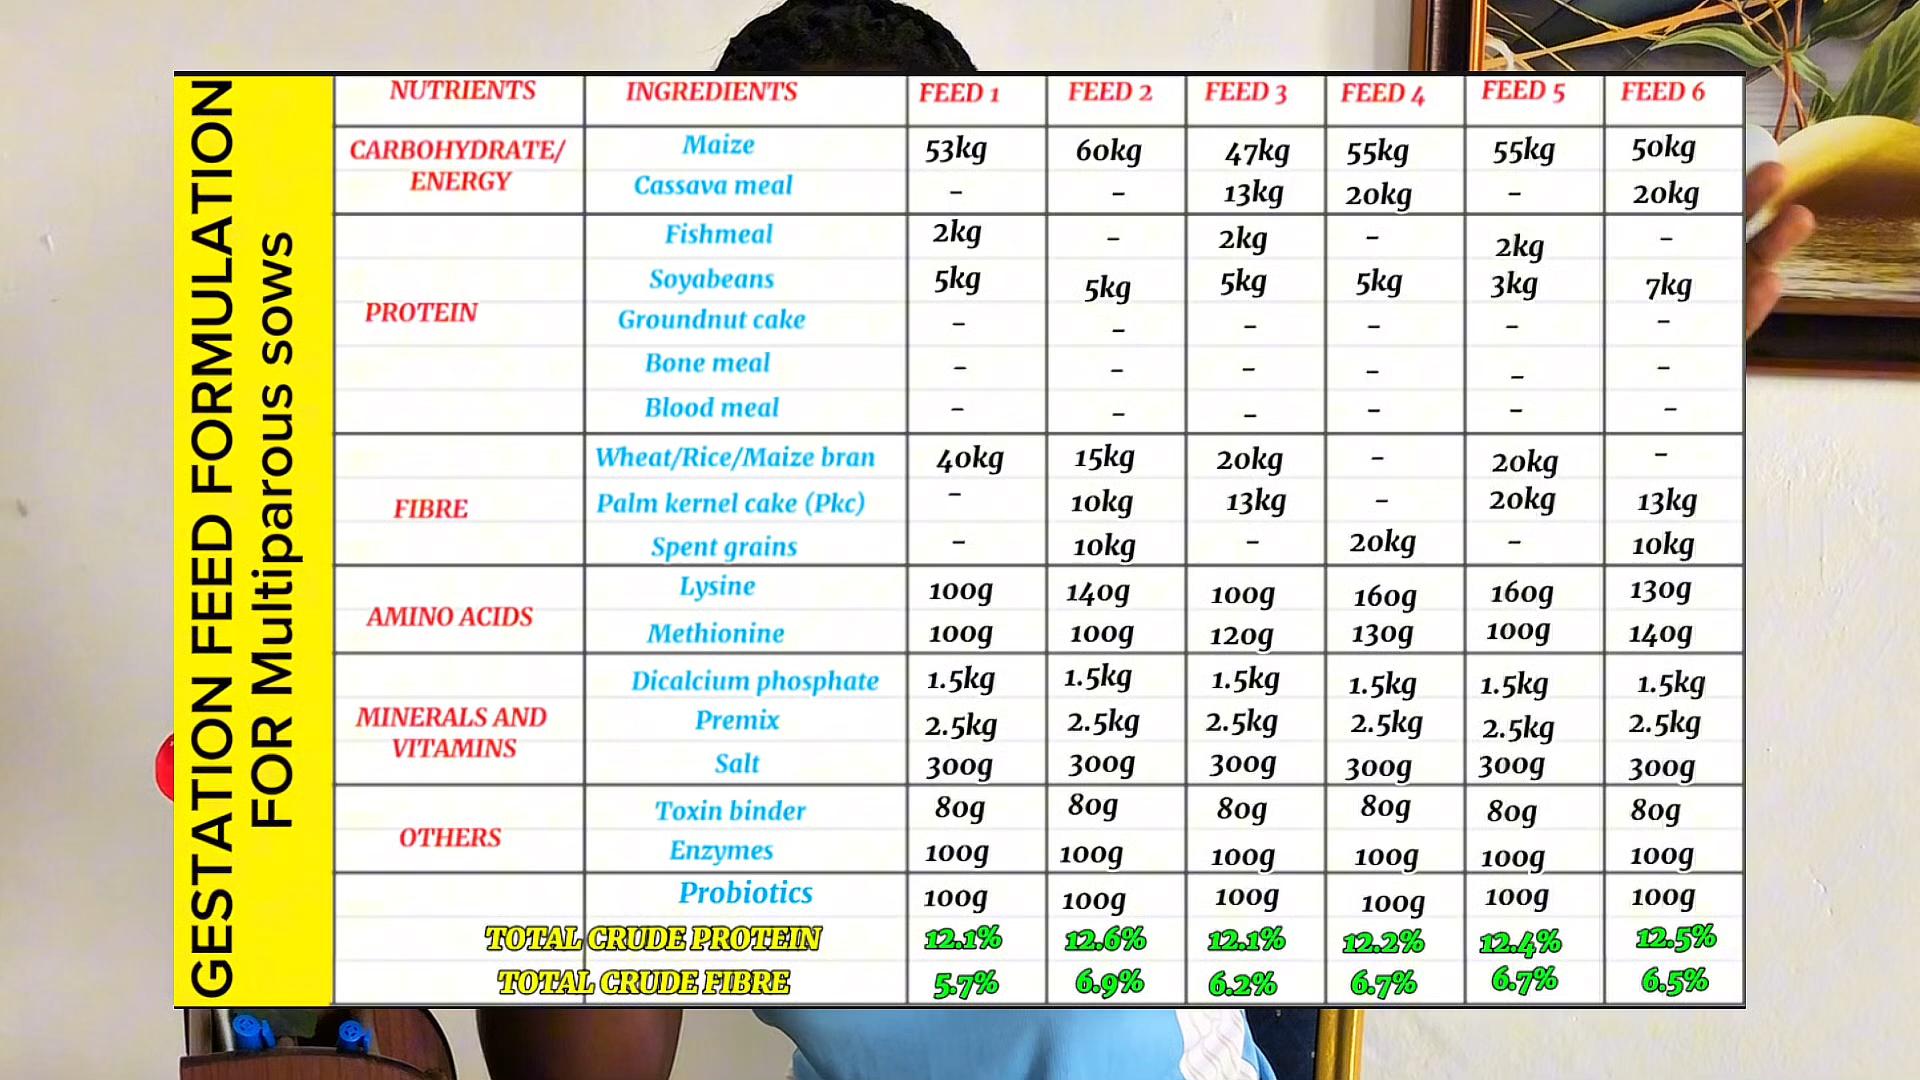 GESTATION FEED FORMULATION
FOR Multiparous sows
NUTRIENTS INGREDIENTS FEED 1 FEED 2 FEED 3 FEED 4 FEED 5 FEED 6
CARBOHYDRATE/
ENERGY
Maize 53kg 60kg 47kg 55kg 55kg 50kg
Cassava meal - - 13kg 20kg - 20kg
PROTEIN
Fishmeal 2kg - 2kg - 2kg -
Soyabeans 5kg 5kg 5kg 5kg 3kg 7kg
Groundnut cake - - - - - -
Bone meal - - - - - -
Blood meal - - - - - -
FIBRE
Wheat/Rice/Maize bran 40kg 15kg 20kg - 20kg -
Palm kernel cake (Pkc) - 10kg 13kg - 20kg 13kg
Spent grains - 10kg - 20kg - 10kg
AMINO ACIDS
Lysine 100g 140g 100g 160g 160g 130g
Methionine 100g 100g 120g 130g 100g 140g
MINERALS AND
VITAMINS
Dicalcium phosphate 1.5kg 1.5kg 1.5kg 1.5kg 1.5kg 1.5kg
Premix 2.5kg 2.5kg 2.5kg 2.5kg 2.5kg 2.5kg
Salt 300g 300g 300g 300g 300g 300g
OTHERS
Toxin binder 80g 80g 80g 80g 80g 80g
Enzymes 100g 100g 100g 100g 100g 100g
Probiotics 100g 100g 100g 100g 100g 100g
TOTAL CRUDE PROTEIN 12.1% 12.6% 12.1% 12.2% 12.4% 12.5%
TOTAL CRUDE FIBRE 5.7% 6.9% 6.2% 6.7% 6.7% 6.5%